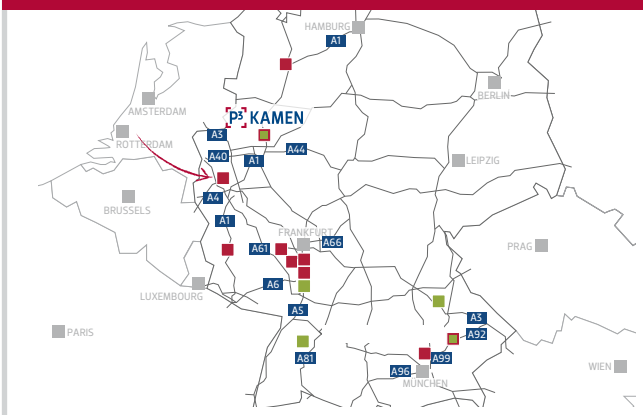 HAMBURG
A1
BERLIN
AMSTERDAM
P³ KAMEN
ROTTERDAM
A3
A44
A40
A1
LEIPZIG
A4
BRUSSELS
A1
FRANKFURT
A66
A61
PRAG
A6
LUXEMBOURG
A5
A3
PARIS
A92
A81
A99
A96
WIEN
MÜNCHEN